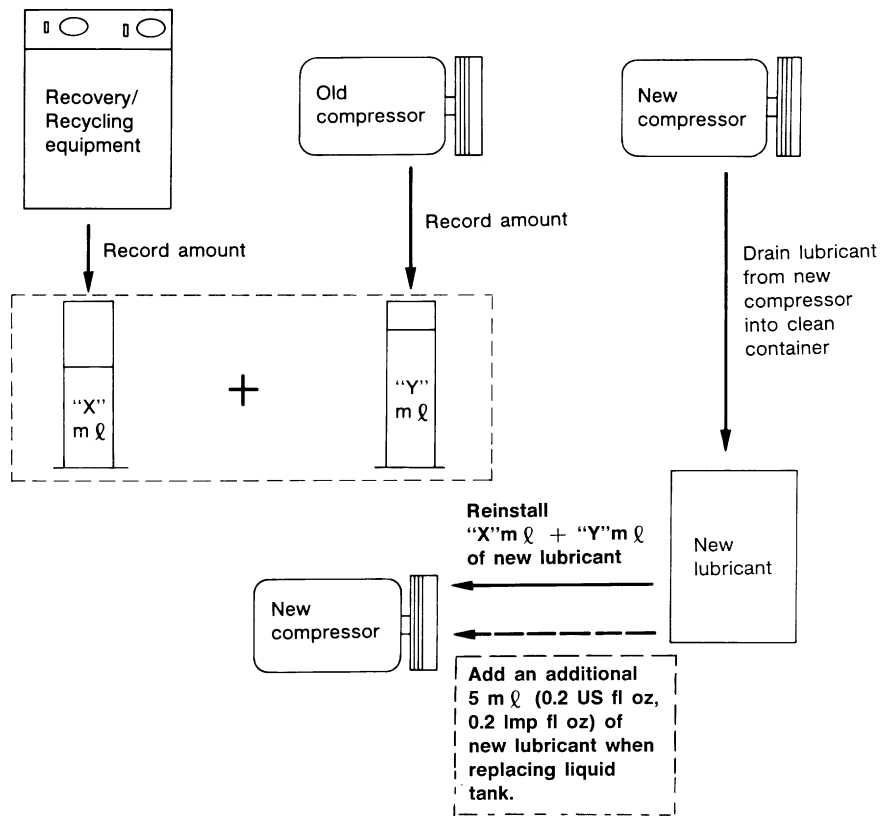 Recovery/
Recycling
equipment
Old
compressor
New
compressor
Record amount
Record amount
Drain lubricant
from new
compressor
into clean
container
"X"
m ℓ
+
"Y"
m ℓ
Reinstall
"X"m ℓ + "Y"m ℓ
of new lubricant
New
lubricant
New
compressor
Add an additional
5 m ℓ (0.2 US fl oz,
0.2 Imp fl oz) of
new lubricant when
replacing liquid
tank.